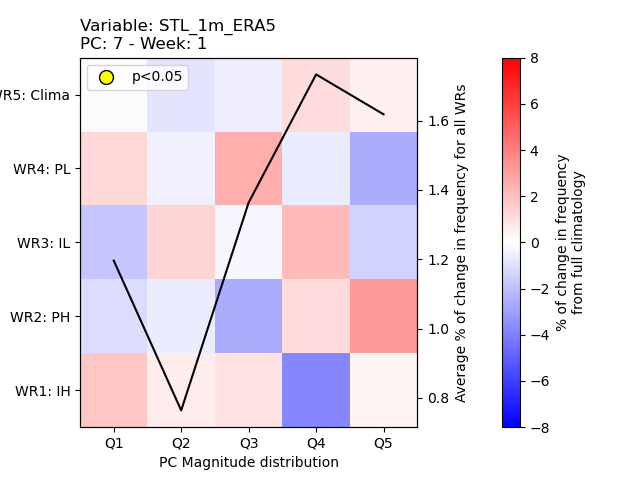 Variable: STL_1m_ERA5
PC: 7 - Week: 1
p<0.05
WR5: Clima
WR4: PL
WR3: IL
WR2: PH
WR1: IH
Q1 Q2 Q3 Q4 Q5
PC Magnitude distribution
1.6
1.4
1.2
1.0
0.8
Average % of change in frequency for all WRs
8
6
4
2
0
−2
−4
−6
−8
% of change in frequency
from full climatology